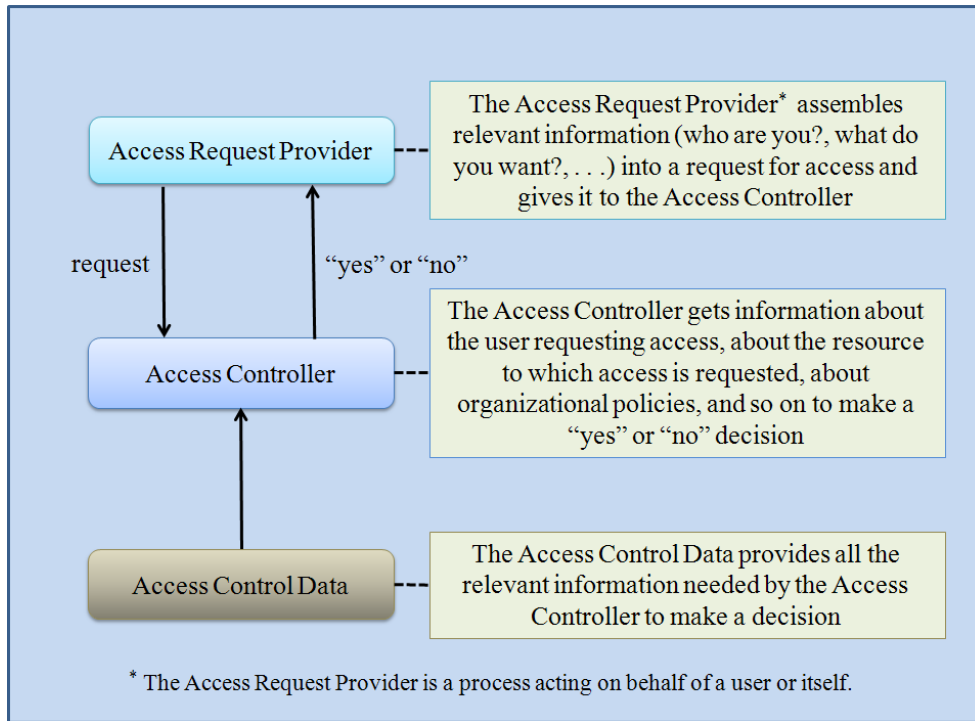 Access Request Provider
The Access Request Provider* assembles
relevant information (who are you?, what do
you want?, . . .) into a request for access and
gives it to the Access Controller
request
“yes” or “no”
Access Controller
The Access Controller gets information about
the user requesting access, about the resource
to which access is requested, about
organizational policies, and so on to make a
“yes” or “no” decision
Access Control Data
The Access Control Data provides all the
relevant information needed by the Access
Controller to make a decision
* The Access Request Provider is a process acting on behalf of a user or itself.